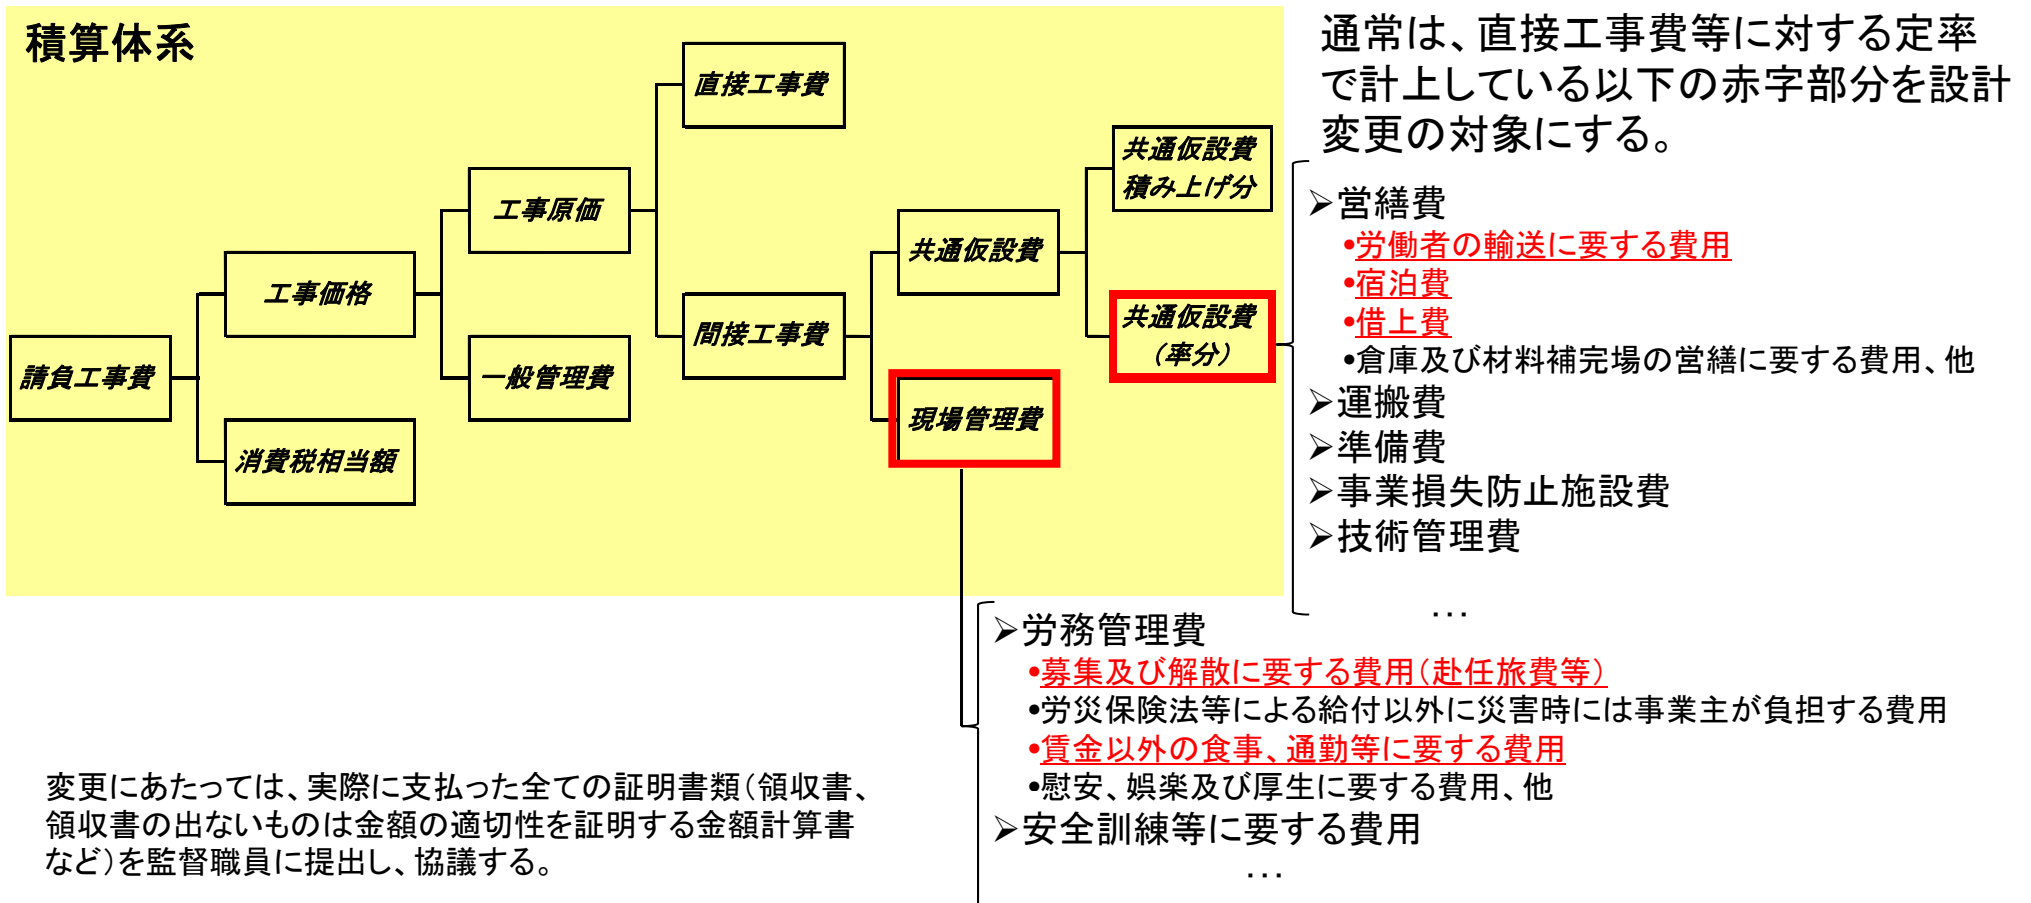 積算体系
直接工事費
共通仮設費
積み上げ分
工事原価
共通仮設費
工事価格
間接工事費
共通仮設費
（率分）
請負工事費
一般管理費
現場管理費
消費税相当額
通常は、直接工事費等に対する定率
で計上している以下の赤字部分を設計
変更の対象にする。
➢営繕費
•労働者の輸送に要する費用
•宿泊費
•借上費
•倉庫及び材料補完場の営繕に要する費用、他
➢運搬費
➢準備費
➢事業損失防止施設費
➢技術管理費
…
➢労務管理費
•募集及び解散に要する費用（赴任旅費等）
•労災保険法等による給付以外に災害時には事業主が負担する費用
•賃金以外の食事、通勤等に要する費用
•慰安、娯楽及び厚生に要する費用、他
➢安全訓練等に要する費用
…
変更にあたっては、実際に支払った全ての証明書類（領収書、
領収書の出ないものは金額の適切性を証明する金額計算書
など）を監督職員に提出し、協議する。